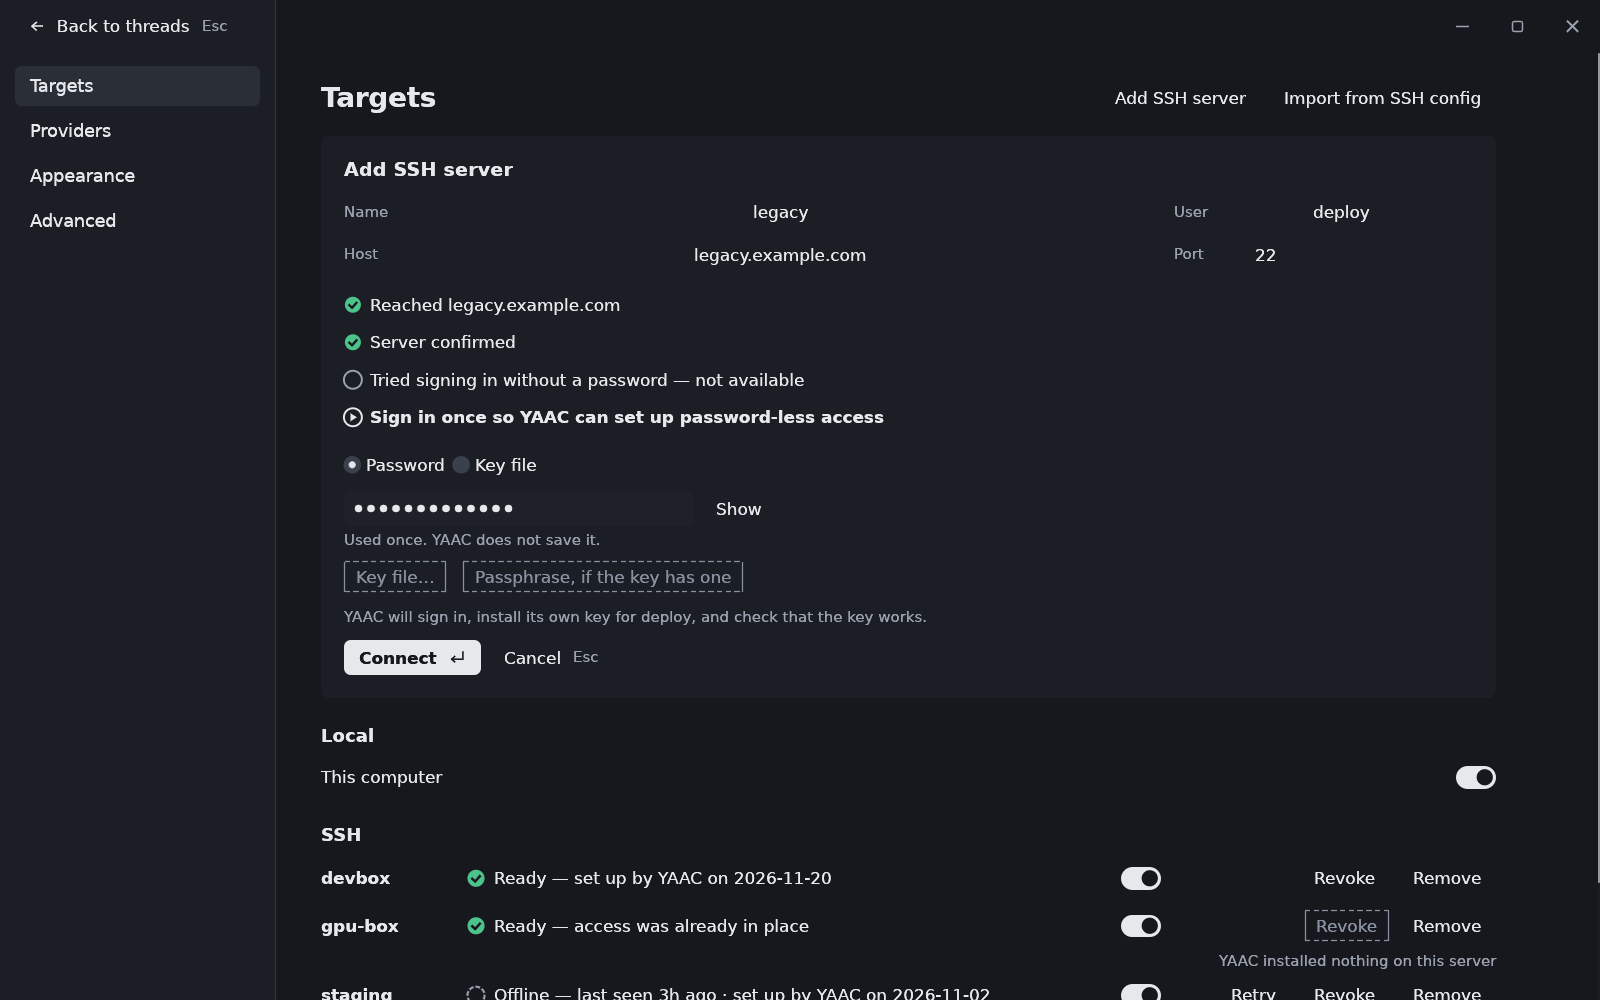 Back to threads Esc
Targets
Providers
Appearance
Advanced
Targets
Add SSH server
Import from SSH config
Add SSH server
Name legacy User deploy
Host legacy.example.com Port 22
Reached legacy.example.com
Server confirmed
Tried signing in without a password — not available
Sign in once so YAAC can set up password-less access
Password Key file
Show
Used once. YAAC does not save it.
Key file… Passphrase, if the key has one
YAAC will sign in, install its own key for deploy, and check that the key works.
Connect Cancel Esc
Local
This computer
SSH
devbox Ready — set up by YAAC on 2026-11-20 Revoke Remove
gpu-box Ready — access was already in place Revoke Remove
YAAC installed nothing on this server
staging Offline — last seen 3h ago · set up by YAAC on 2026-11-02 Retry Revoke Remove